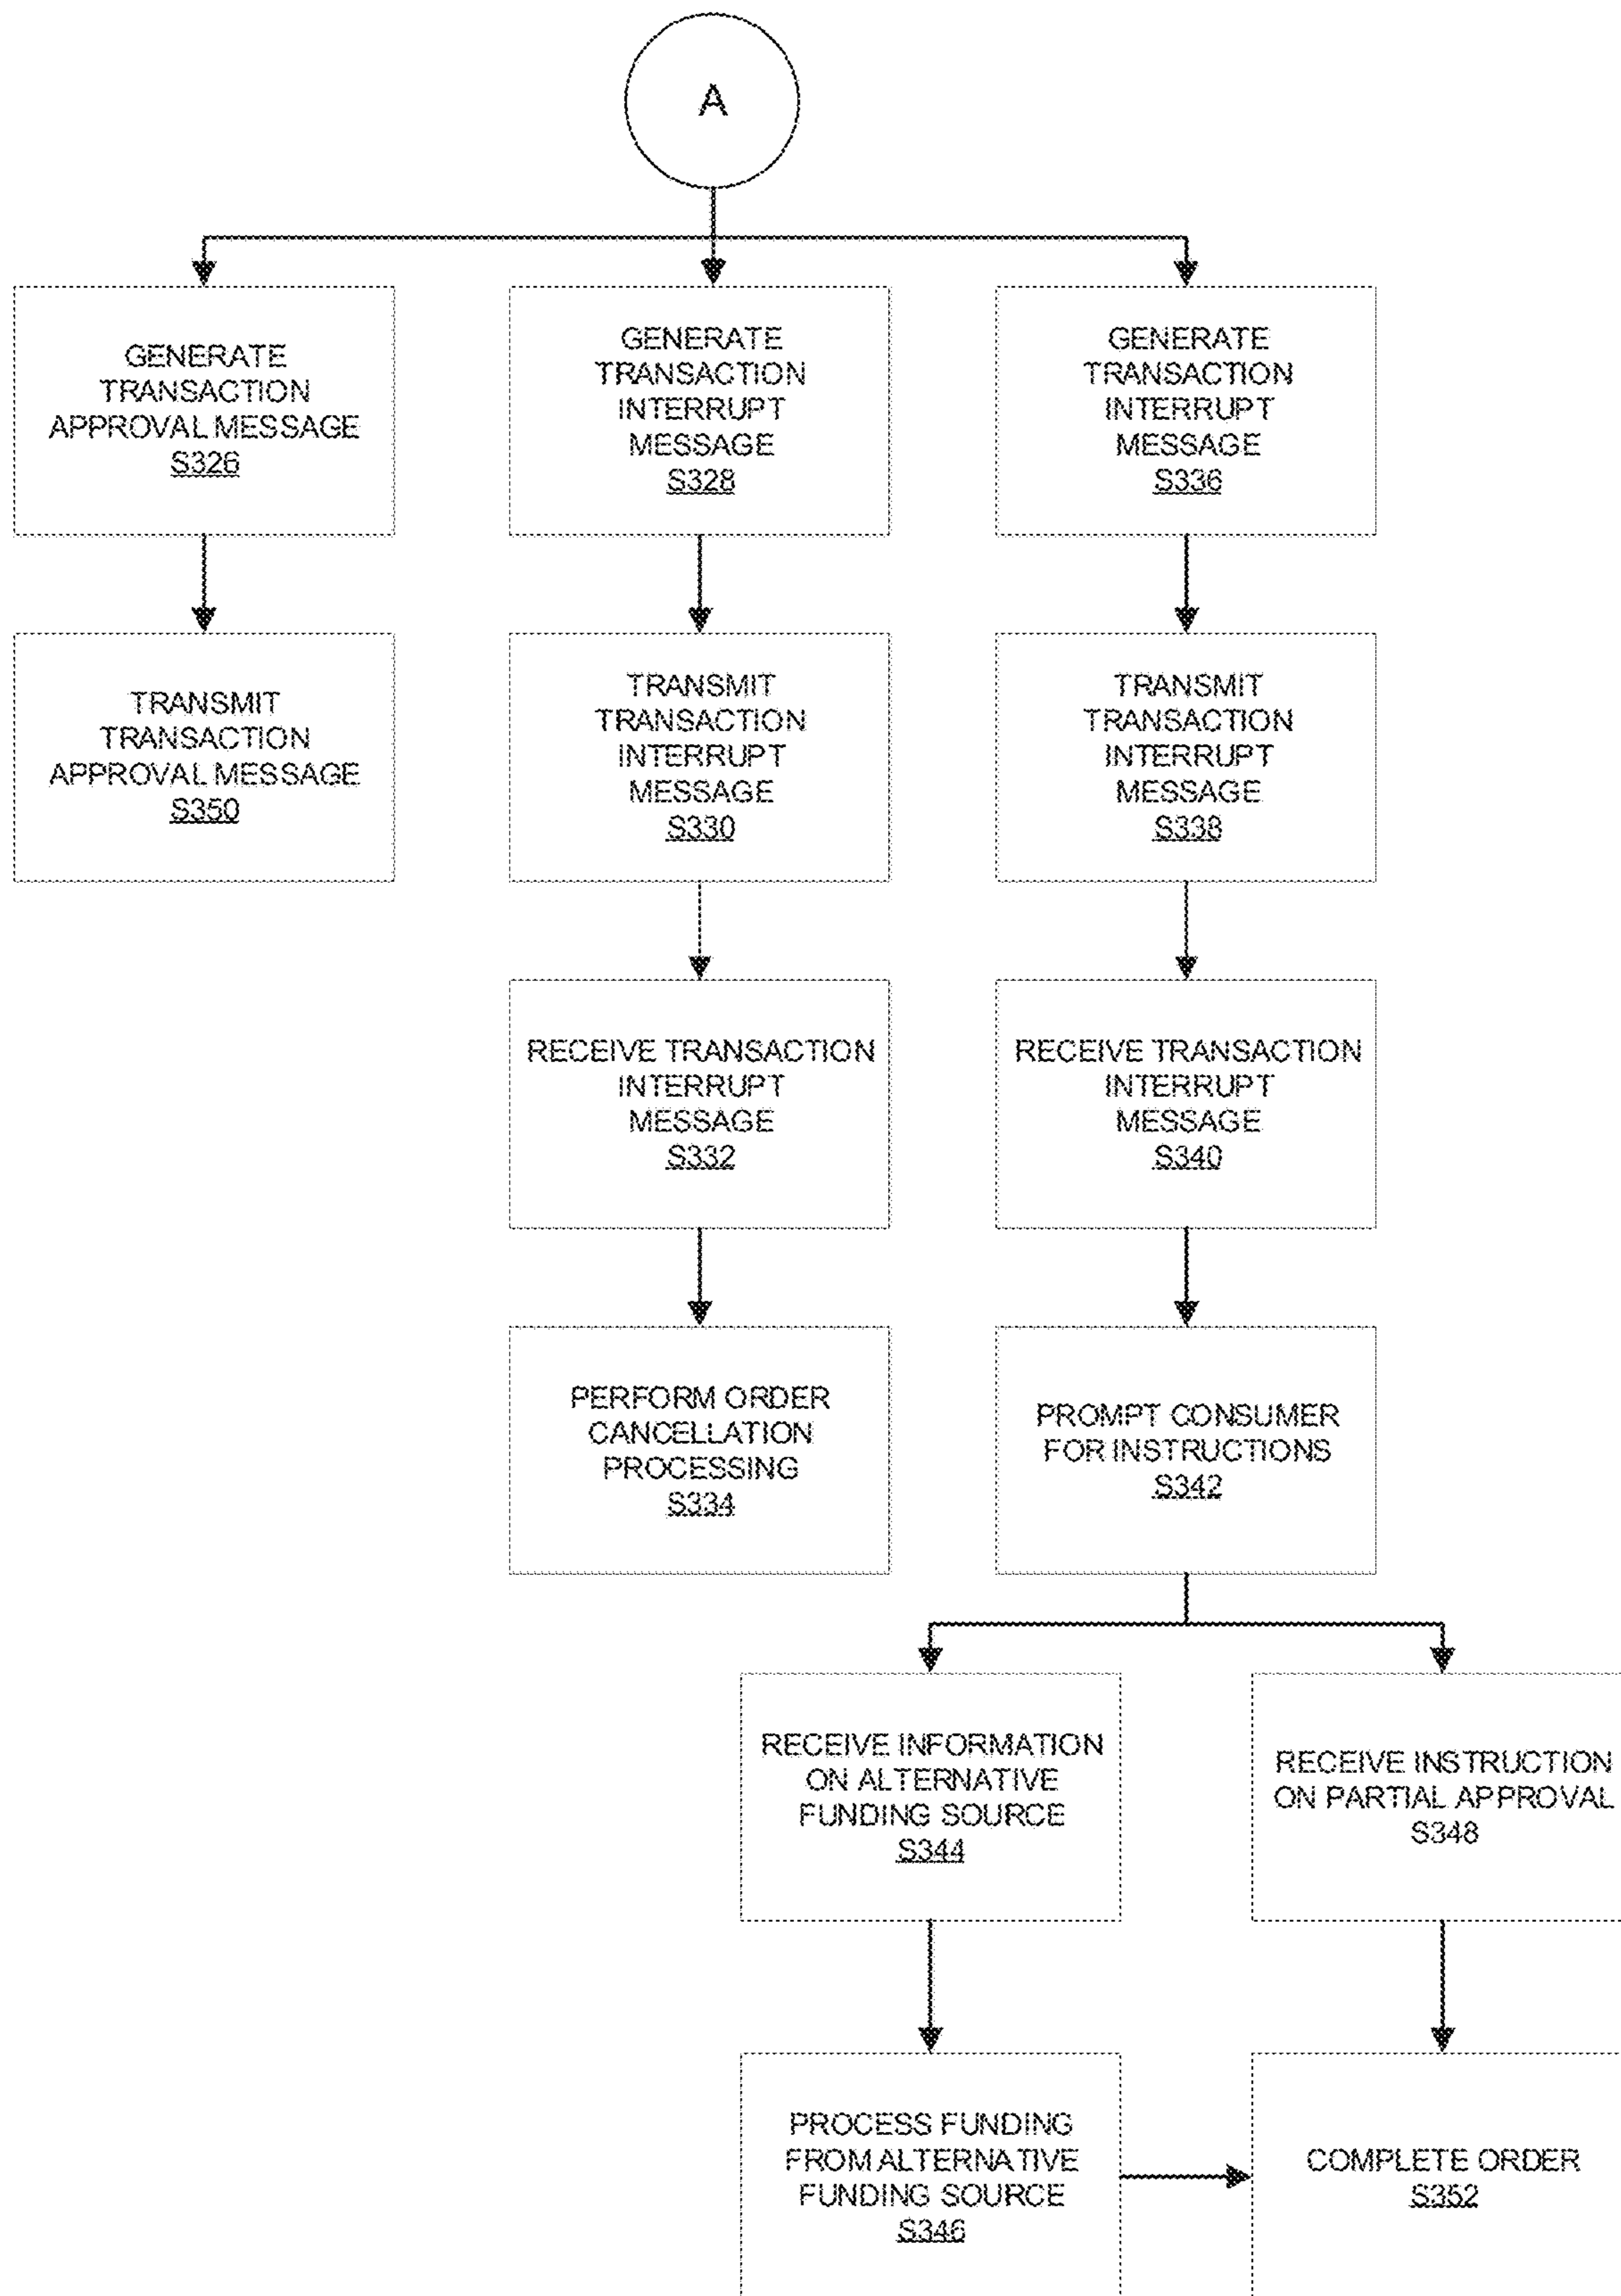 A
GENERATE
TRANSACTION
APPROVAL MESSAGE
S326
GENERATE
TRANSACTION
INTERRUPT
MESSAGE
S328
GENERATE
TRANSACTION
INTERRUPT
MESSAGE
S336
TRANSMIT
TRANSACTION
APPROVAL MESSAGE
S350
TRANSMIT
TRANSACTION
INTERRUPT
MESSAGE
S330
TRANSMIT
TRANSACTION
INTERRUPT
MESSAGE
S338
RECEIVE TRANSACTION
INTERRUPT
MESSAGE
S332
RECEIVE TRANSACTION
INTERRUPT
MESSAGE
S340
PERFORM ORDER
CANCELLATION
PROCESSING
S334
PROMPT CONSUMER
FOR INSTRUCTIONS
S342
RECEIVE INFORMATION
ON ALTERNATIVE
FUNDING SOURCE
S344
RECEIVE INSTRUCTION
ON PARTIAL APPROVAL
S348
PROCESS FUNDING
FROM ALTERNATIVE
FUNDING SOURCE
S346
COMPLETE ORDER
S352